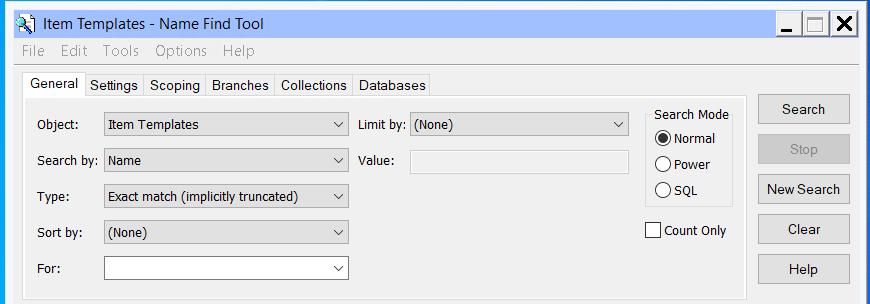 Item Templates - Name Find Tool
File Edit Tools Options Help
General Settings Scoping Branches Collections Databases
Object: Item Templates Limit by: (None)
Search by: Name Value:
Type: Exact match (implicitly truncated)
Sort by: (None)
For:
Search Mode
Normal
Power
SQL
Count Only
Search
Stop
New Search
Clear
Help